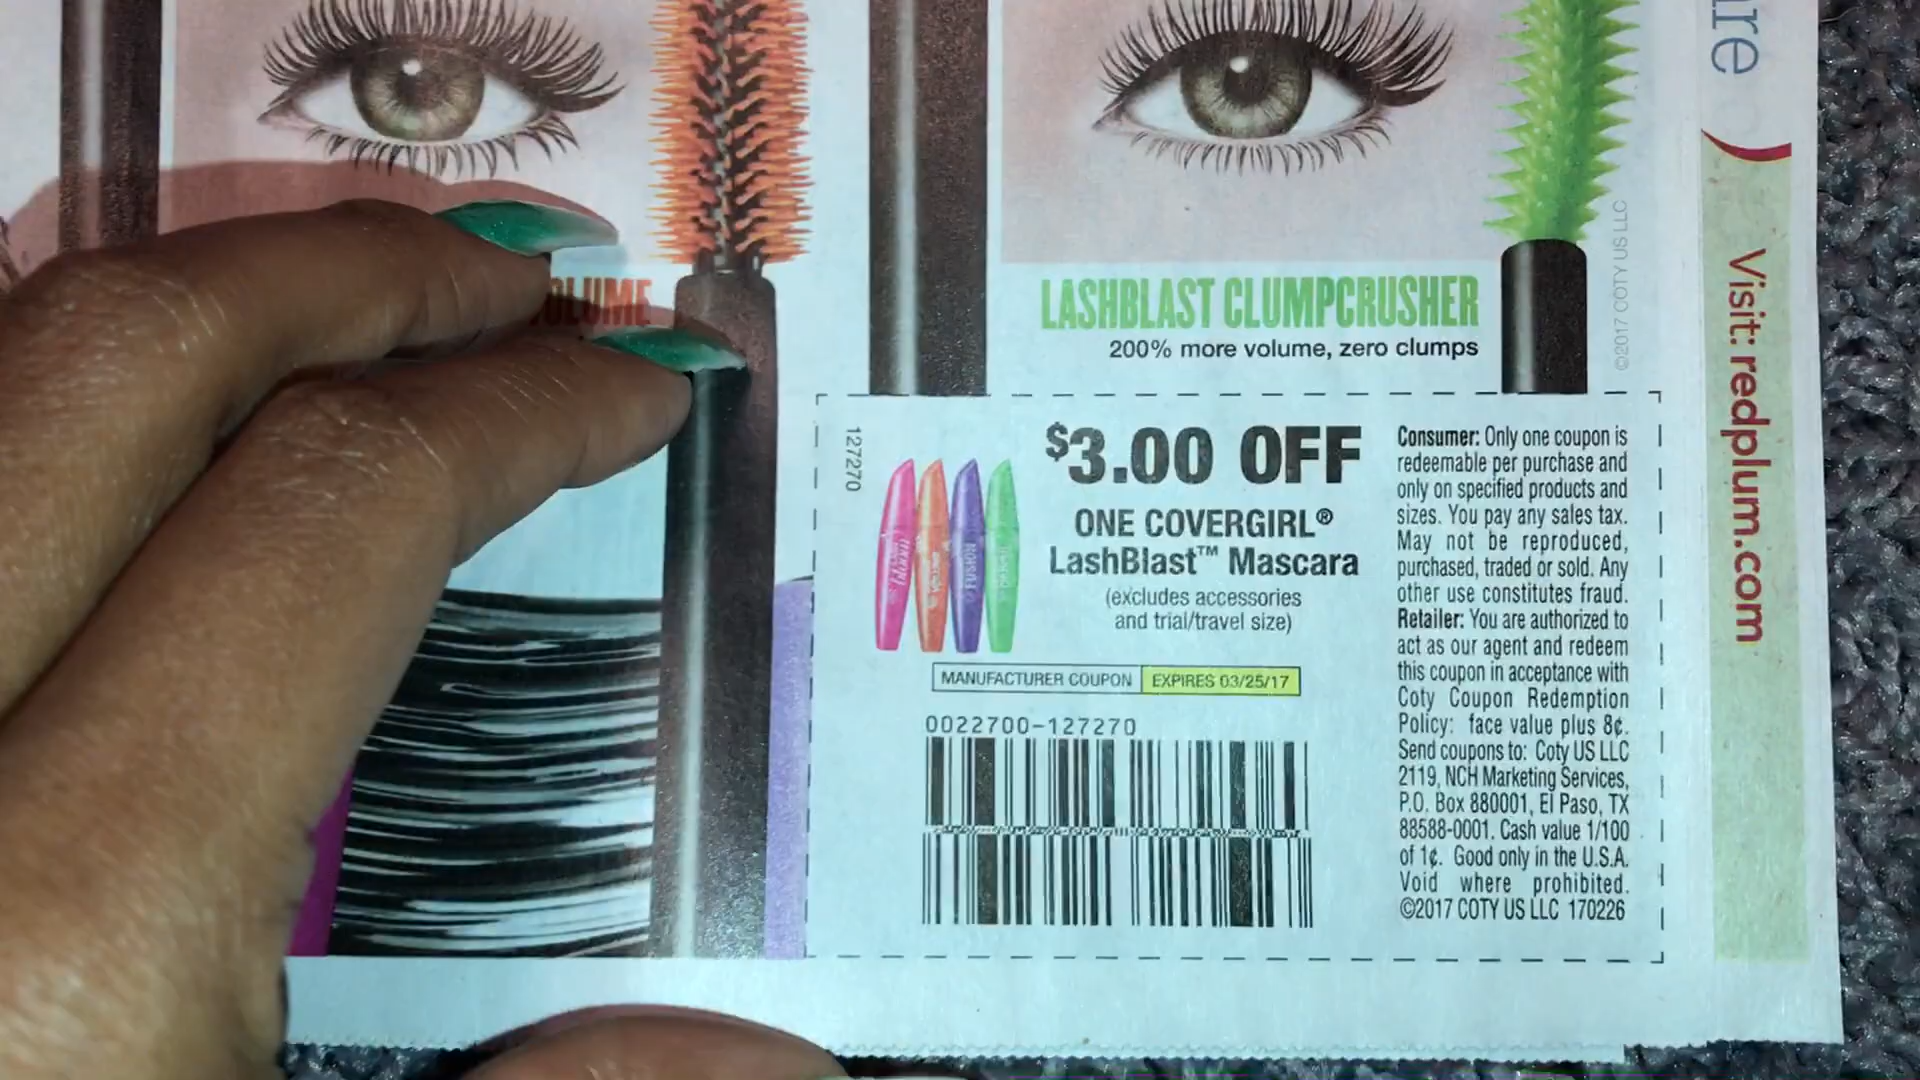 are
VOLUME
LASHBLAST CLUMPCRUSHER
200% more volume, zero clumps
©2017 COTY US LLC
Visit: redplum.com
127270
$3.00 OFF
ONE COVERGIRL®
LashBlast™ Mascara
(excludes accessories
and trial/travel size)
MANUFACTURER COUPON EXPIRES 03/25/17
0022700-127270
Consumer: Only one coupon is
redeemable per purchase and
only on specified products and
sizes. You pay any sales tax.
May not be reproduced,
purchased, traded or sold. Any
other use constitutes fraud.
Retailer: You are authorized to
act as our agent and redeem
this coupon in acceptance with
Coty Coupon Redemption
Policy: face value plus 8¢.
Send coupons to: Coty US LLC
2119, NCH Marketing Services,
P.O. Box 880001, El Paso, TX
88588-0001. Cash value 1/100
of 1¢. Good only in the U.S.A.
Void where prohibited.
©2017 COTY US LLC 170226
FUSION